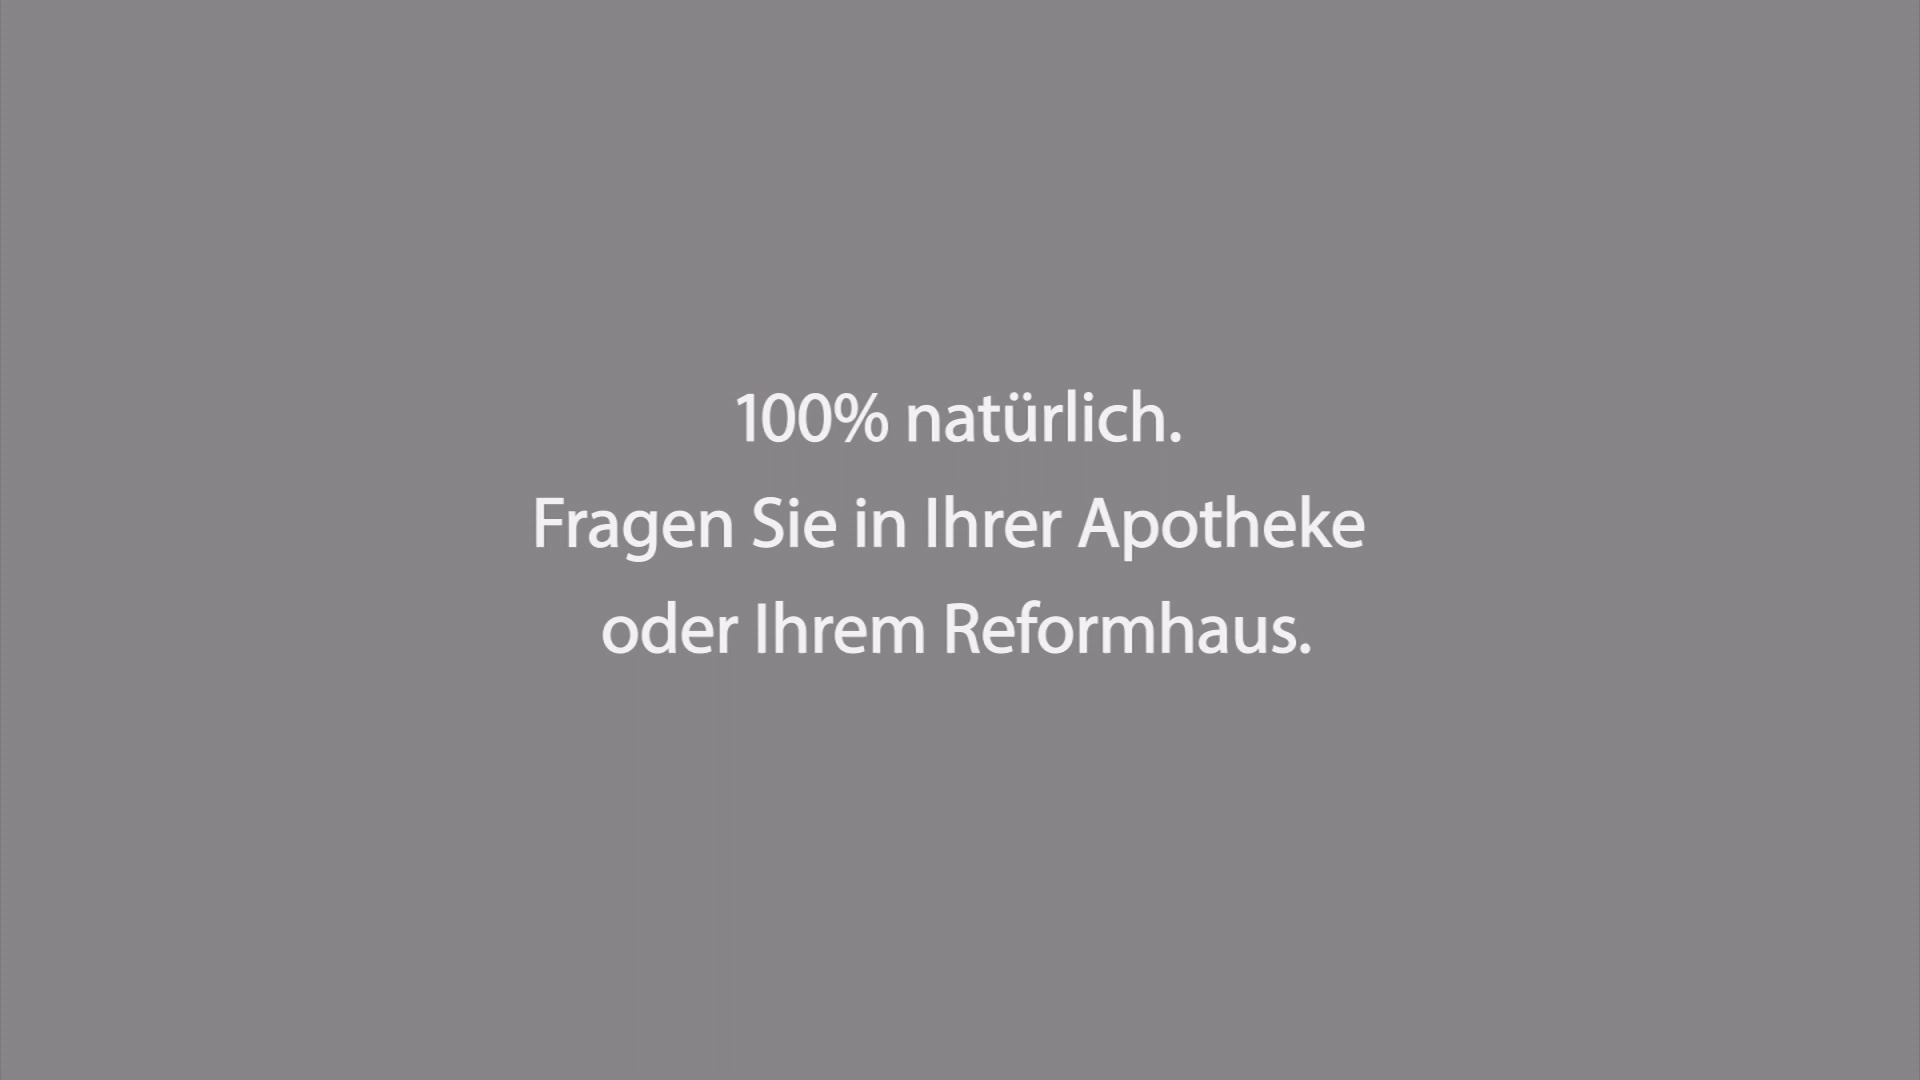 100% natürlich.
Fragen Sie in Ihrer Apotheke
oder Ihrem Reformhaus.